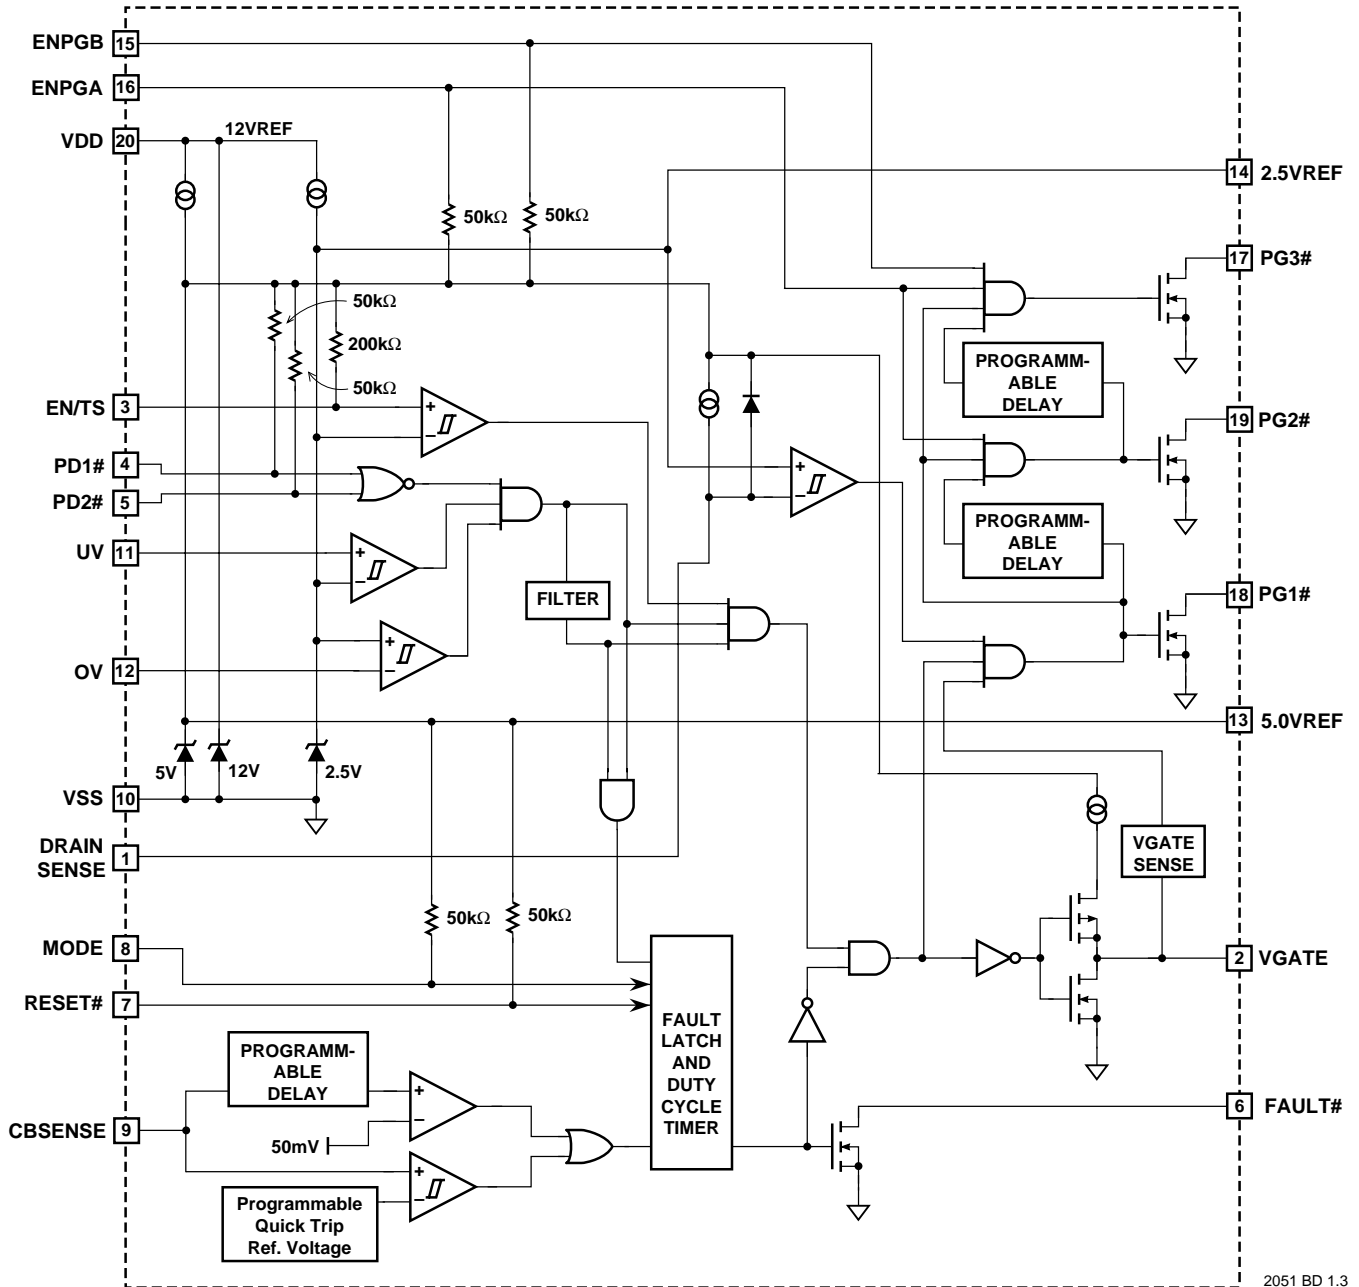 ENPGB 15
ENPGA 16
VDD 20
12VREF
14 2.5VREF
50kΩ
50kΩ
17 PG3#
50kΩ
200kΩ
50kΩ
PROGRAMM-
ABLE
DELAY
EN/TS 3
+
−
19 PG2#
PD1# 4
PD2# 5
+
−
UV 11
+
−
PROGRAMM-
ABLE
DELAY
FILTER
18 PG1#
+
−
OV 12
13 5.0VREF
5V
12V
2.5V
VSS 10
DRAIN
SENSE
1
VGATE
SENSE
50kΩ
50kΩ
MODE 8
2 VGATE
RESET# 7
FAULT
LATCH
AND
DUTY
CYCLE
TIMER
PROGRAMM-
ABLE
DELAY
+
−
6 FAULT#
CBSENSE 9
50mV
+
−
Programmable
Quick Trip
Ref. Voltage
2051 BD 1.3